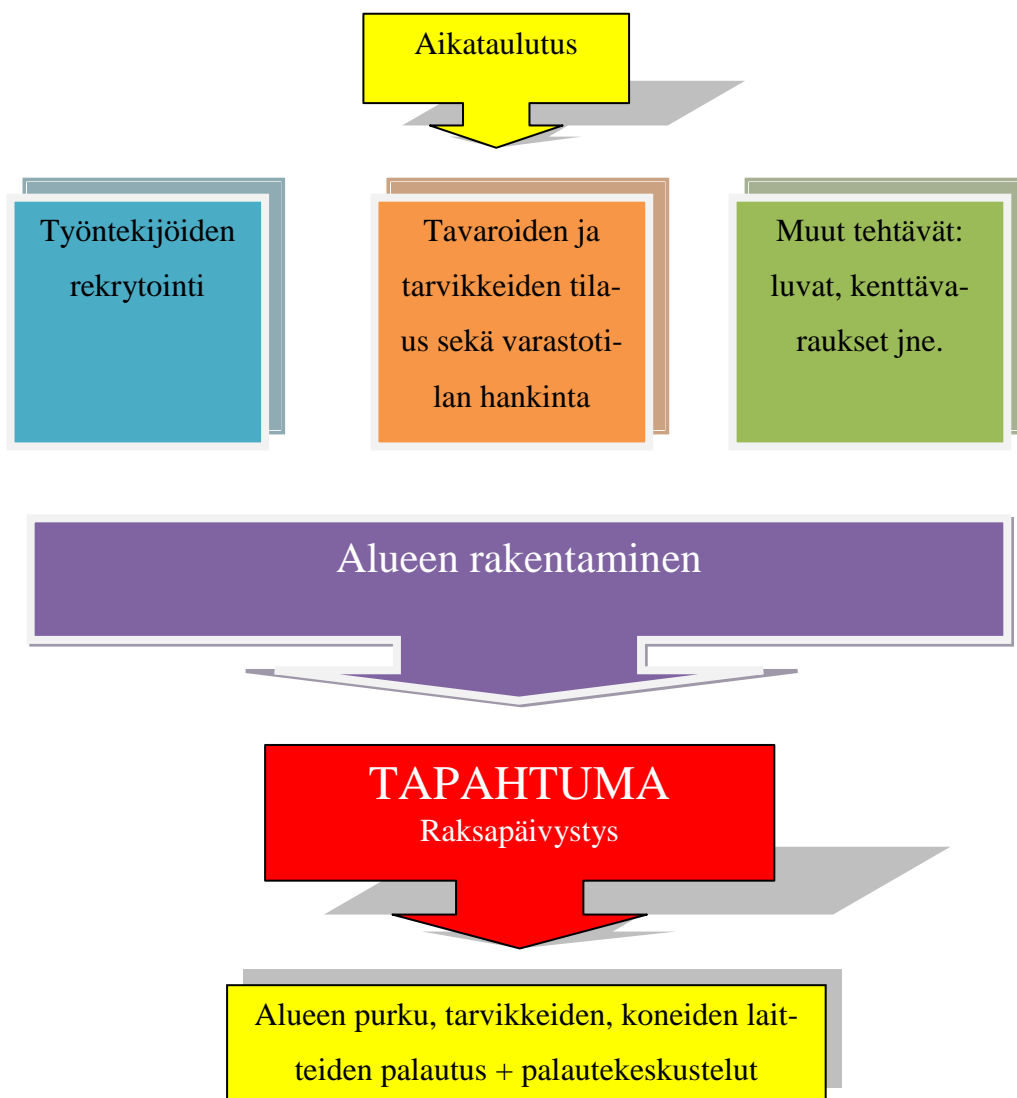 Aikataulutus
Työntekijöiden
rekrytointi
Tavaroiden ja
tarvikkeiden tila-
us sekä varastoti-
lan hankinta
Muut tehtävät:
luvat, kenttäva-
raukset jne.
Alueen rakentaminen
TAPAHTUMA
Raksapäivystys
Alueen purku, tarvikkeiden, koneiden lait-
teiden palautus + palautekeskustelut